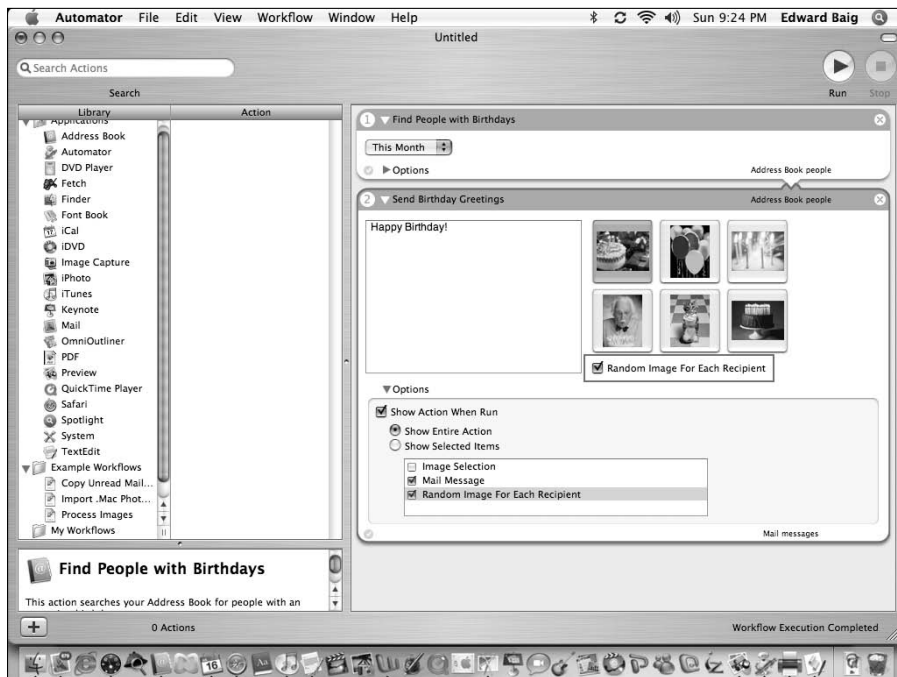 Automator File Edit View Workflow Window Help Sun 9:24 PM Edward Baig
Untitled
Search Actions
Search
Run Stop
Library Action
Applications
Address Book
Automator
DVD Player
Fetch
Finder
Font Book
iCal
iDVD
Image Capture
iPhoto
iTunes
Keynote
Mail
OmniOutliner
PDF
Preview
QuickTime Player
Safari
Spotlight
System
TextEdit
Example Workflows
Copy Unread Mail...
Import .Mac Phot...
Process Images
My Workflows
1 Find People with Birthdays
This Month
Options Address Book people
2 Send Birthday Greetings Address Book people
Happy Birthday!
Random Image For Each Recipient
Options
Show Action When Run
Show Entire Action
Show Selected Items
Image Selection
Mail Message
Random Image For Each Recipient
Mail messages
Find People with Birthdays
This action searches your Address Book for people with an
0 Actions Workflow Execution Completed
16